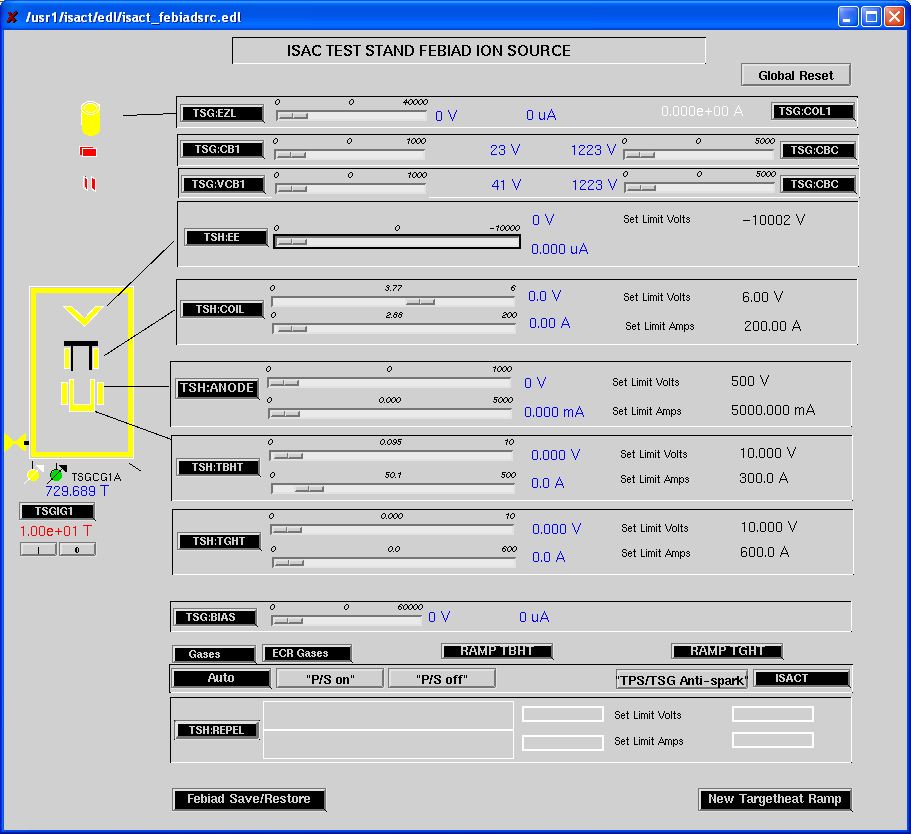 /usr1/isact/edl/isact_febiadsrc.edl
ISAC TEST STAND FEBIAD ION SOURCE
Global Reset
TSG:EZL 0 0 40000 0 V 0 uA 0.000e+00 A TSG:COL1
TSG:CB1 0 0 1000 23 V 1223 V 0 0 5000 TSG:CBC
TSG:VCB1 0 0 1000 41 V 1223 V 0 0 5000 TSG:CBC
TSH:EE 0 0 -10000 0 V Set Limit Volts -10002 V
0.000 uA
TSH:COIL 0 3.77 6 0.0 V Set Limit Volts 6.00 V
0 2.88 200 0.00 A Set Limit Amps 200.00 A
TSH:ANODE 0 0 1000 0 V Set Limit Volts 500 V
0 0.000 5000 0.000 mA Set Limit Amps 5000.000 mA
TSH:TBHT 0 0.095 10 0.000 V Set Limit Volts 10.000 V
0 50.1 500 0.0 A Set Limit Amps 300.0 A
TSGCG1A
729.689 T
TSGIG1
1.00e+01 T
I 0
TSH:TGHT 0 0.000 10 0.000 V Set Limit Volts 10.000 V
0 0.0 600 0.0 A Set Limit Amps 600.0 A
TSG:BIAS 0 0 60000 0 V 0 uA
Gases ECR Gases RAMP TBHT RAMP TGHT
Auto "P/S on" "P/S off" "TPS/TSG Anti-spark" ISACT
TSH:REPEL Set Limit Volts
Set Limit Amps
Febiad Save/Restore New Targetheat Ramp